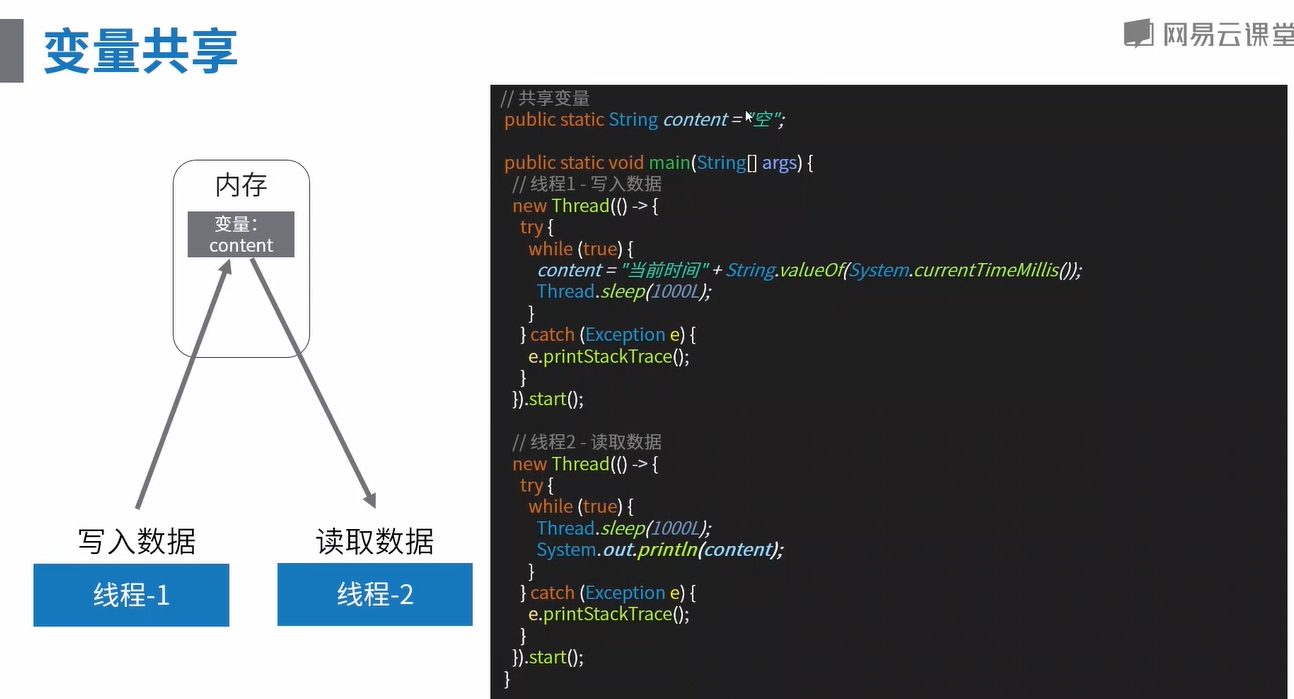 变量共享
网易云课堂
内存
变量：
content
写入数据
读取数据
线程-1
线程-2
// 共享变量
public static String content = "空";
public static void main(String[] args) {
// 线程1 - 写入数据
new Thread(() -> {
try {
while (true) {
content = "当前时间" + String.valueOf(System.currentTimeMillis());
Thread.sleep(1000L);
}
} catch (Exception e) {
e.printStackTrace();
}
}).start();
// 线程2 - 读取数据
new Thread(() -> {
try {
while (true) {
Thread.sleep(1000L);
System.out.println(content);
}
} catch (Exception e) {
e.printStackTrace();
}
}).start();
}